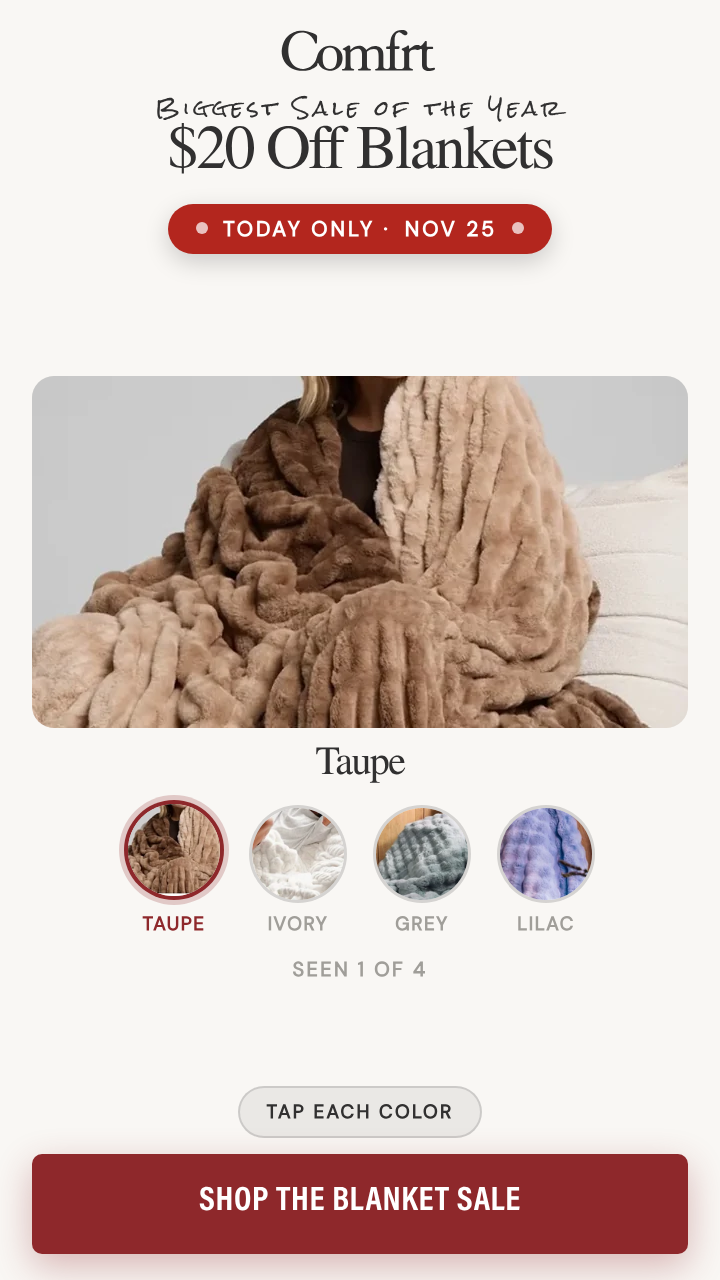 Comfrt
Biggest Sale of the Year
$20 Off Blankets
TODAY ONLY · NOV 25
Taupe
TAUPE IVORY GREY LILAC
SEEN 1 OF 4
TAP EACH COLOR
SHOP THE BLANKET SALE